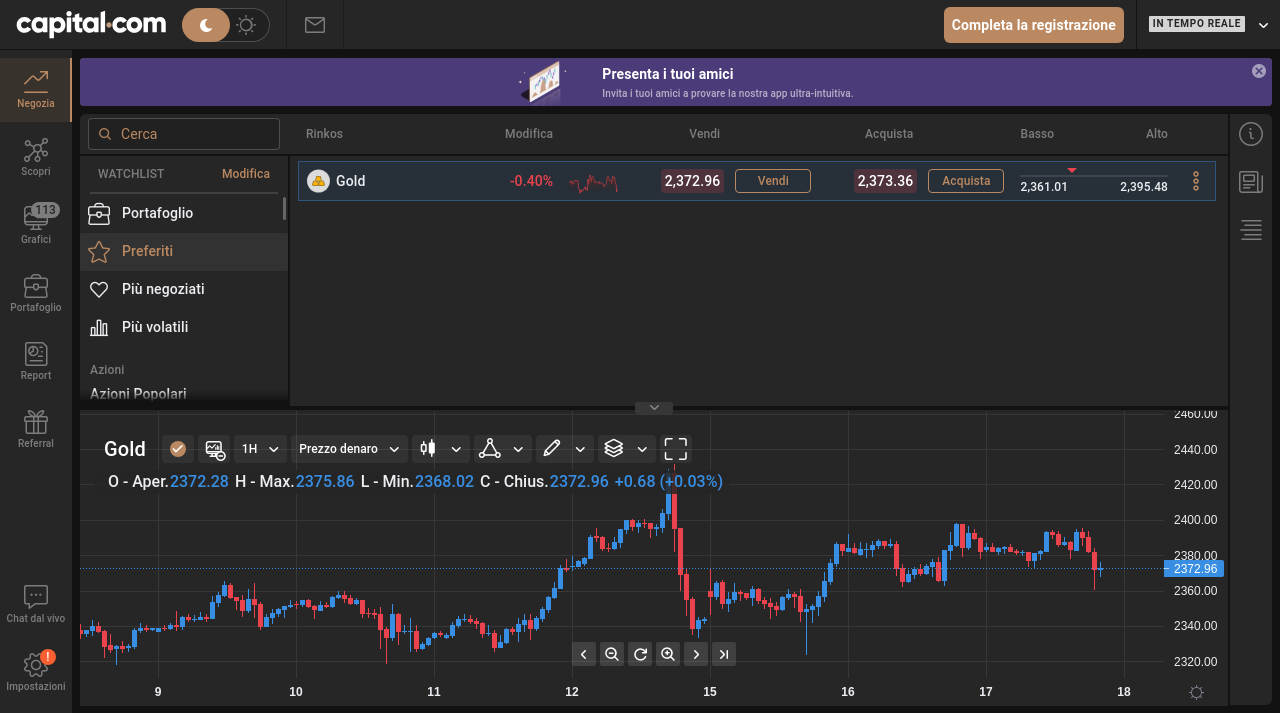 capital.com
Completa la registrazione
IN TEMPO REALE
Presenta i tuoi amici
Invita i tuoi amici a provare la nostra app ultra-intuitiva.
Negozia
Scopri
113
Grafici
Portafoglio
Report
Referral
Chat dal vivo
!
Impostazioni
Cerca
WATCHLIST Modifica
Portafoglio
Preferiti
Più negoziati
Più volatili
Azioni
Azioni Popolari
Rinkos Modifica Vendi Acquista Basso Alto
Gold -0.40% 2,372.96 Vendi 2,373.36 Acquista 2,361.01 2,395.48
Gold 1H Prezzo denaro
O - Aper.2372.28 H - Max.2375.86 L - Min.2368.02 C - Chius.2372.96 +0.68 (+0.03%)
2460.00
2440.00
2420.00
2400.00
2380.00
2372.96
2360.00
2340.00
2320.00
9 10 11 12 15 16 17 18